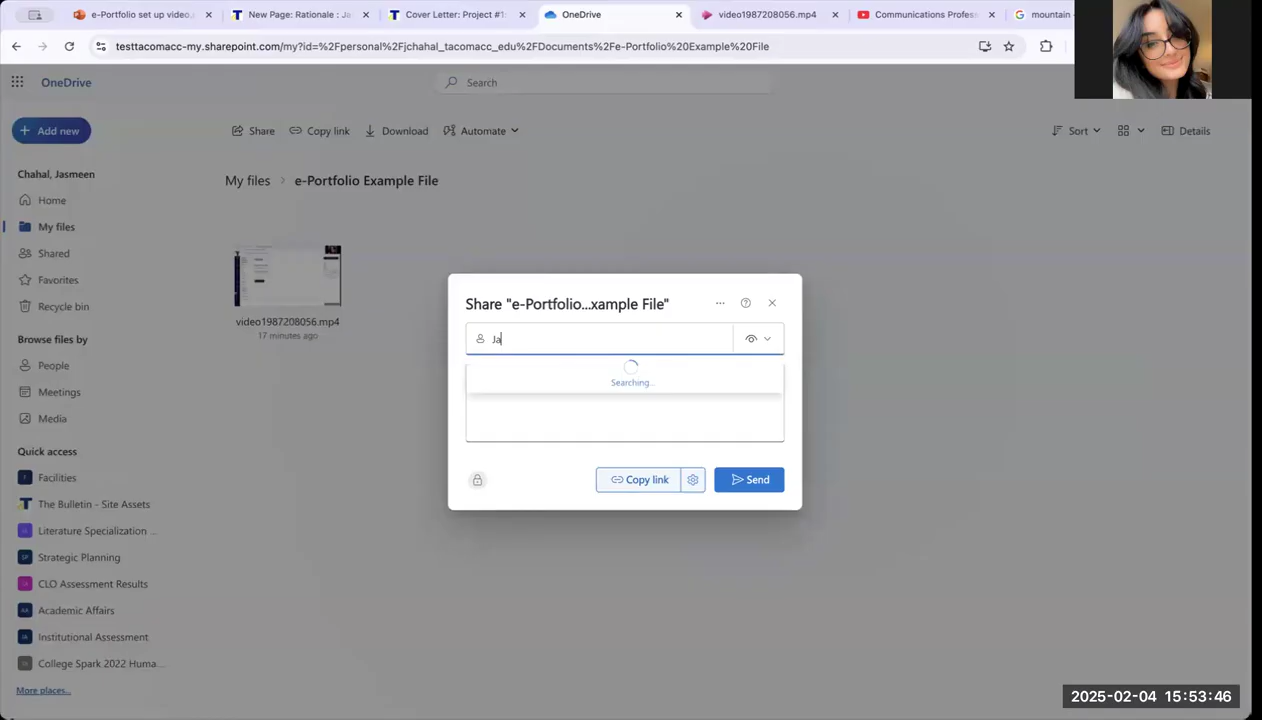 e-Portfolio set up video.
New Page: Rationale : Ja
Cover Letter: Project #1:
OneDrive
video1987208056.mp4
Communications Profess
mountain -
testtacomacc-my.sharepoint.com/my?id=%2Fpersonal%2Fjchahal_tacomacc_edu%2FDocuments%2Fe-Portfolio%20Example%20File
OneDrive
Search
Add new
Share
Copy link
Download
Automate
Sort
Details
Chahal, Jasmeen
My files > e-Portfolio Example File
Home
My files
Shared
Favorites
Recycle bin
video1987208056.mp4
17 minutes ago
Browse files by
People
Meetings
Media
Quick access
Facilities
The Bulletin - Site Assets
Literature Specialization ...
Strategic Planning
CLO Assessment Results
Academic Affairs
Institutional Assessment
College Spark 2022 Huma...
More places...
Share "e-Portfolio...xample File"
Ja
Searching...
Copy link
Send
2025-02-04 15:53:46